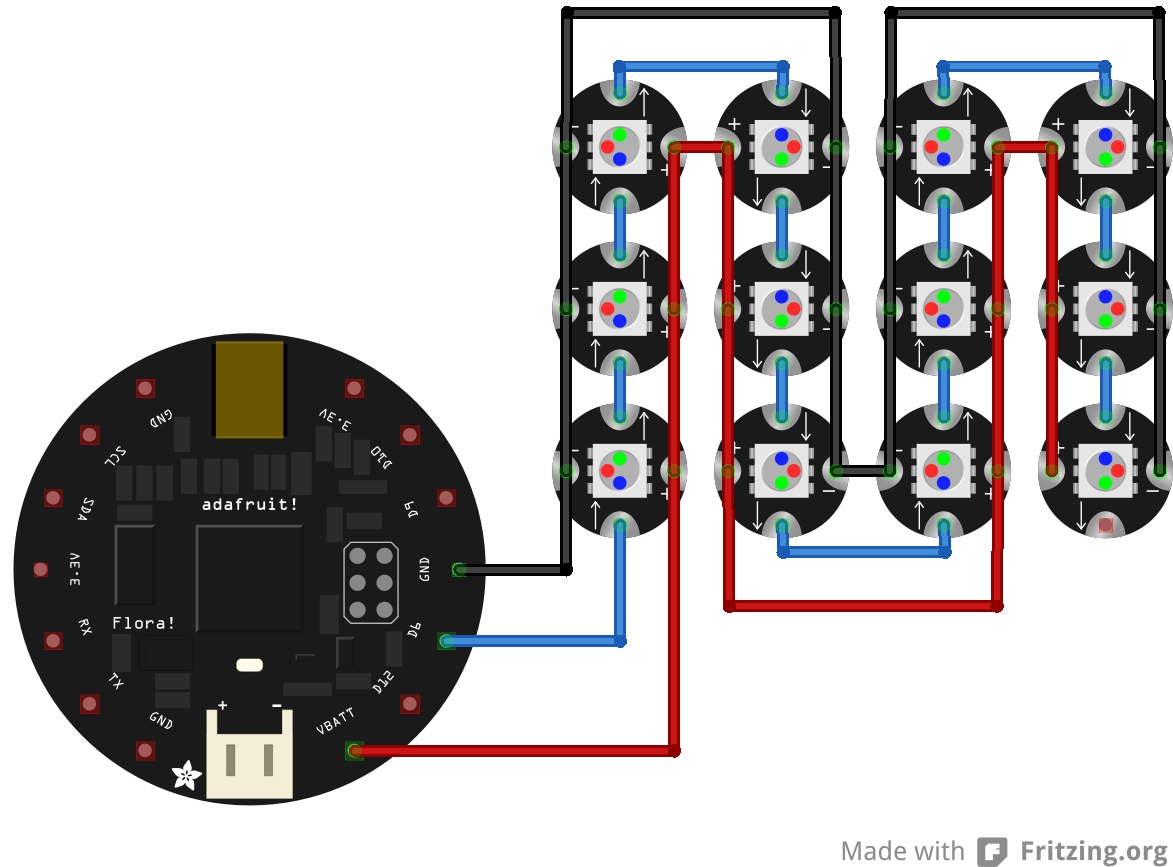 GND
SCL
SDA
3.3V
RX
TX
GND
3.3V
D10
D9
GND
D6
D12
VBATT
adafruit!
Flora!
+ -
- + + - - + + -
- + + - - + + -
- + + - - + + -
Made with Fritzing.org